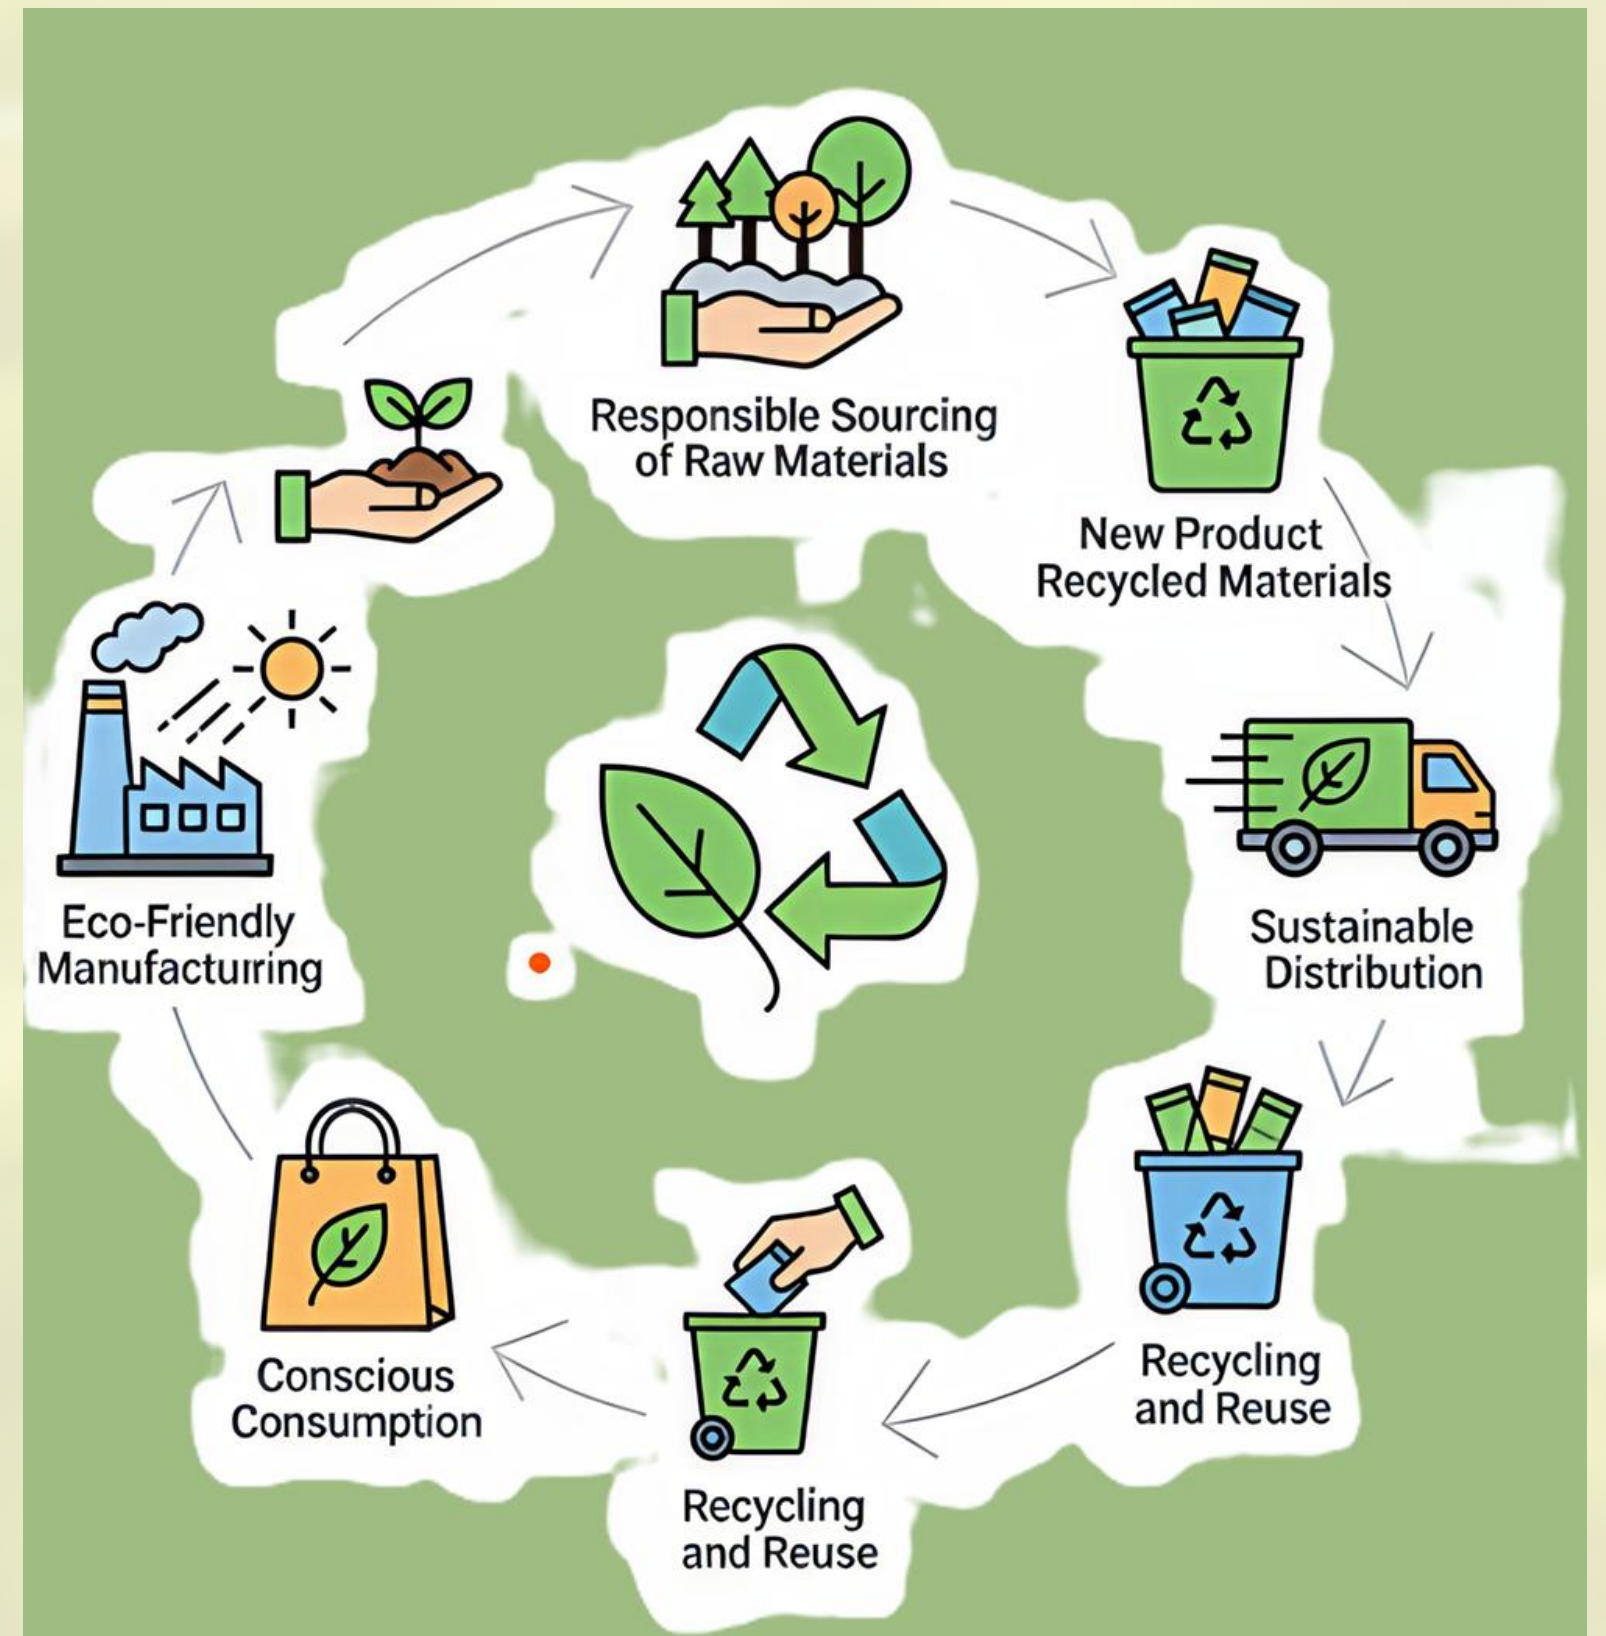 Responsible Sourcing
of Raw Materials
New Product
Recycled Materials
Sustainable
Distribution
Recycling
and Reuse
Recycling
and Reuse
Conscious
Consumption
Eco-Friendly
Manufacturring